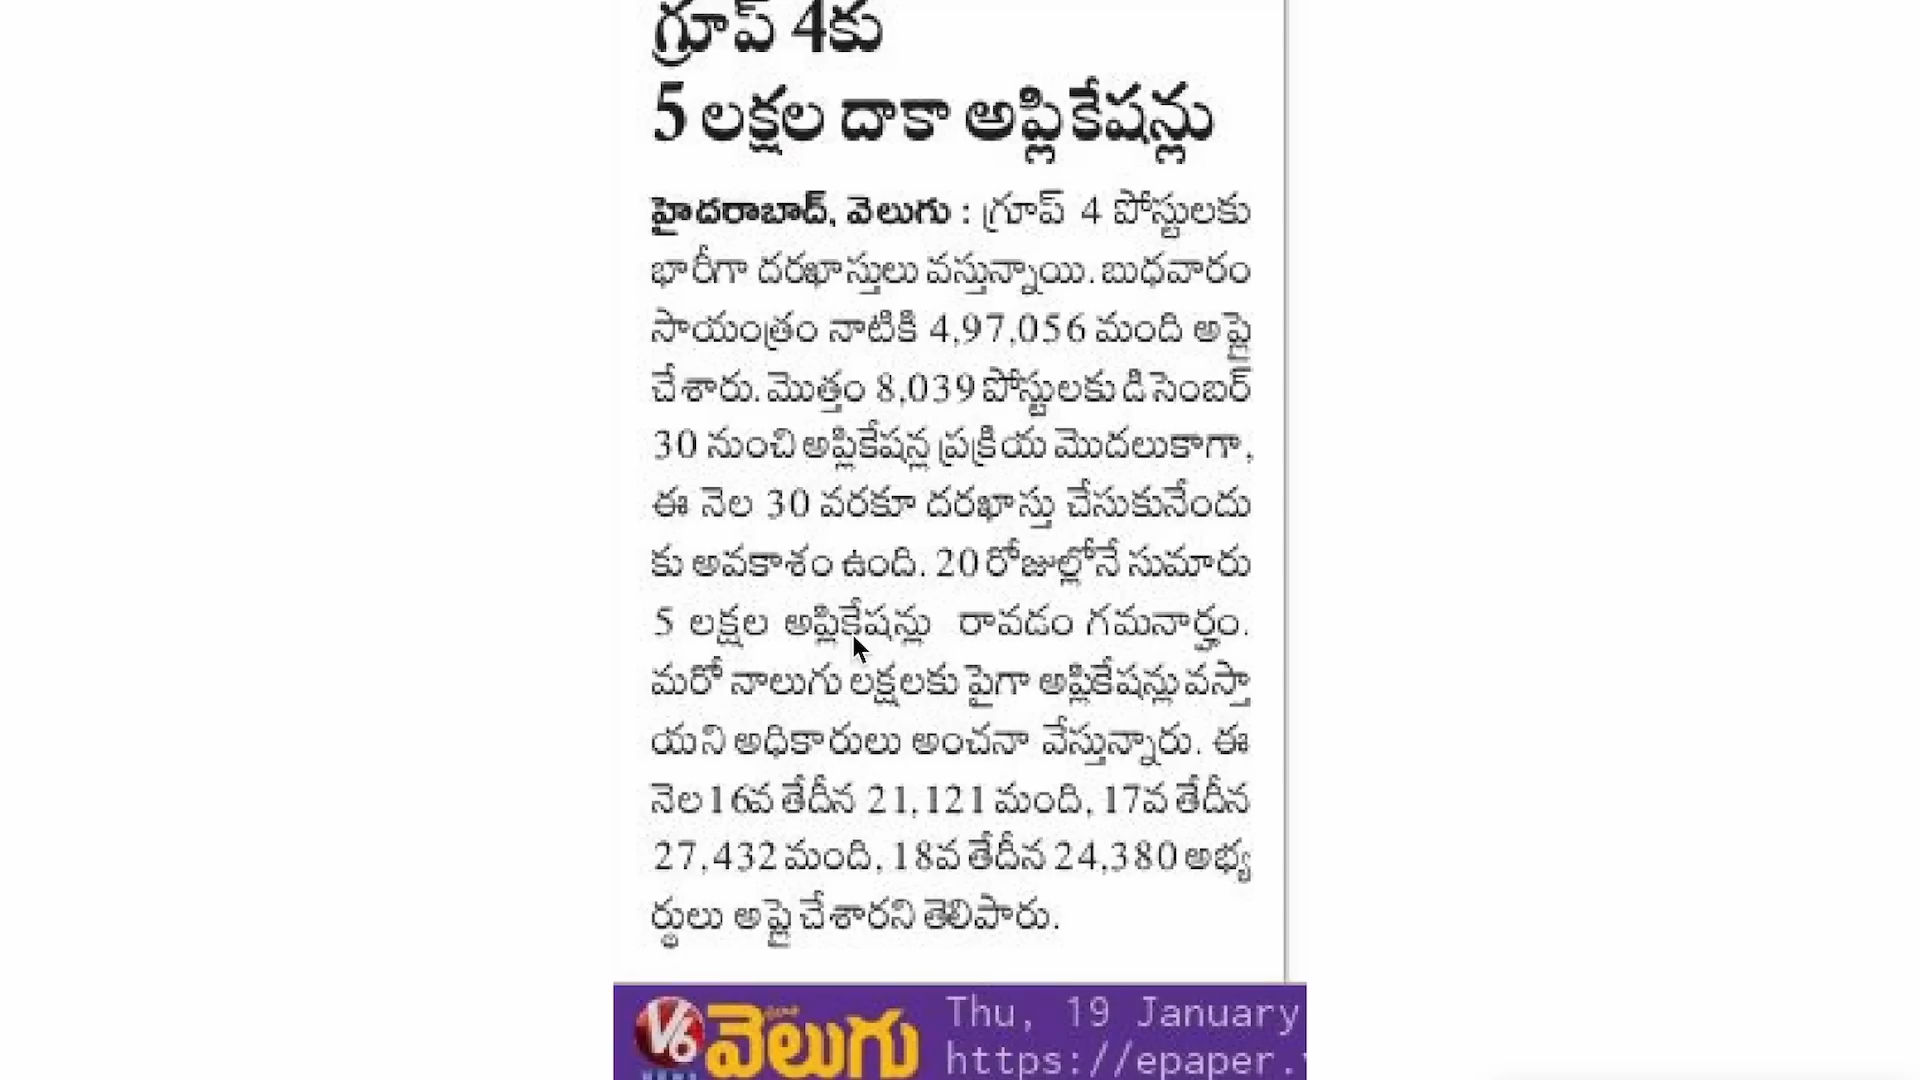 గ్రూప్ 4కు
5 లక్షల దాకా అప్లికేషన్లు
హైదరాబాద్, వెలుగు : గ్రూప్ 4 పోస్టులకు
భారీగా దరఖాస్తులు వస్తున్నాయి. బుధవారం
సాయంత్రం నాటికి 4,97,056 మంది అప్లై
చేశారు. మొత్తం 8,039 పోస్టులకు డిసెంబర్
30 నుంచి అప్లికేషన్ల ప్రక్రియ మొదలుకాగా,
ఈ నెల 30 వరకూ దరఖాస్తు చేసుకునేందు
కు అవకాశం ఉంది. 20 రోజుల్లోనే సుమారు
5 లక్షల అప్లికేషన్లు రావడం గమనార్హం.
మరో నాలుగు లక్షలకు పైగా అప్లికేషన్లు వస్తా
యని అధికారులు అంచనా వేస్తున్నారు. ఈ
నెల 16వ తేదీన 21,121 మంది, 17వ తేదీన
27,432 మంది, 18వ తేదీన 24,380 అభ్య
ర్థులు అప్లై చేశారని తెలిపారు.
V6 వెలుగు
Thu, 19 January
https://epaper.